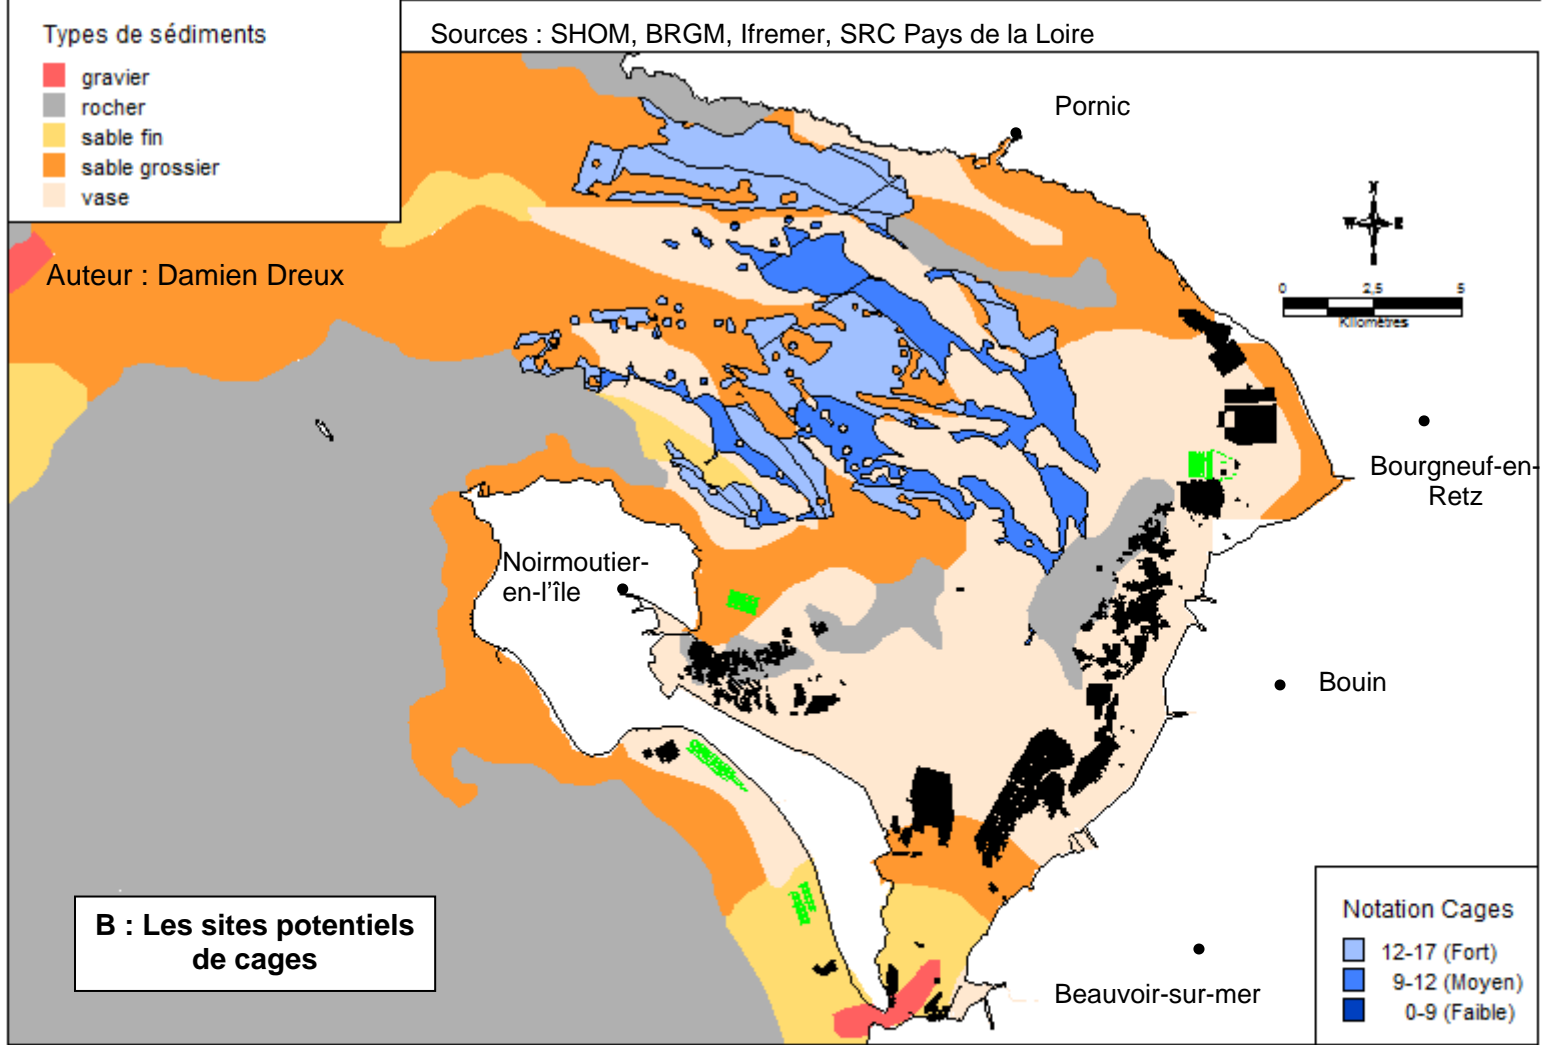 Types de sédiments
gravier
rocher
sable fin
sable grossier
vase
Sources : SHOM, BRGM, Ifremer, SRC Pays de la Loire
Pornic
N
W E
S
Auteur : Damien Dreux
0 2,5 5
Kilomètres
Bourgneuf-en-
Retz
Noirmoutier-
en-l'île
Bouin
B : Les sites potentiels
de cages
Beauvoir-sur-mer
Notation Cages
12-17 (Fort)
9-12 (Moyen)
0-9 (Faible)